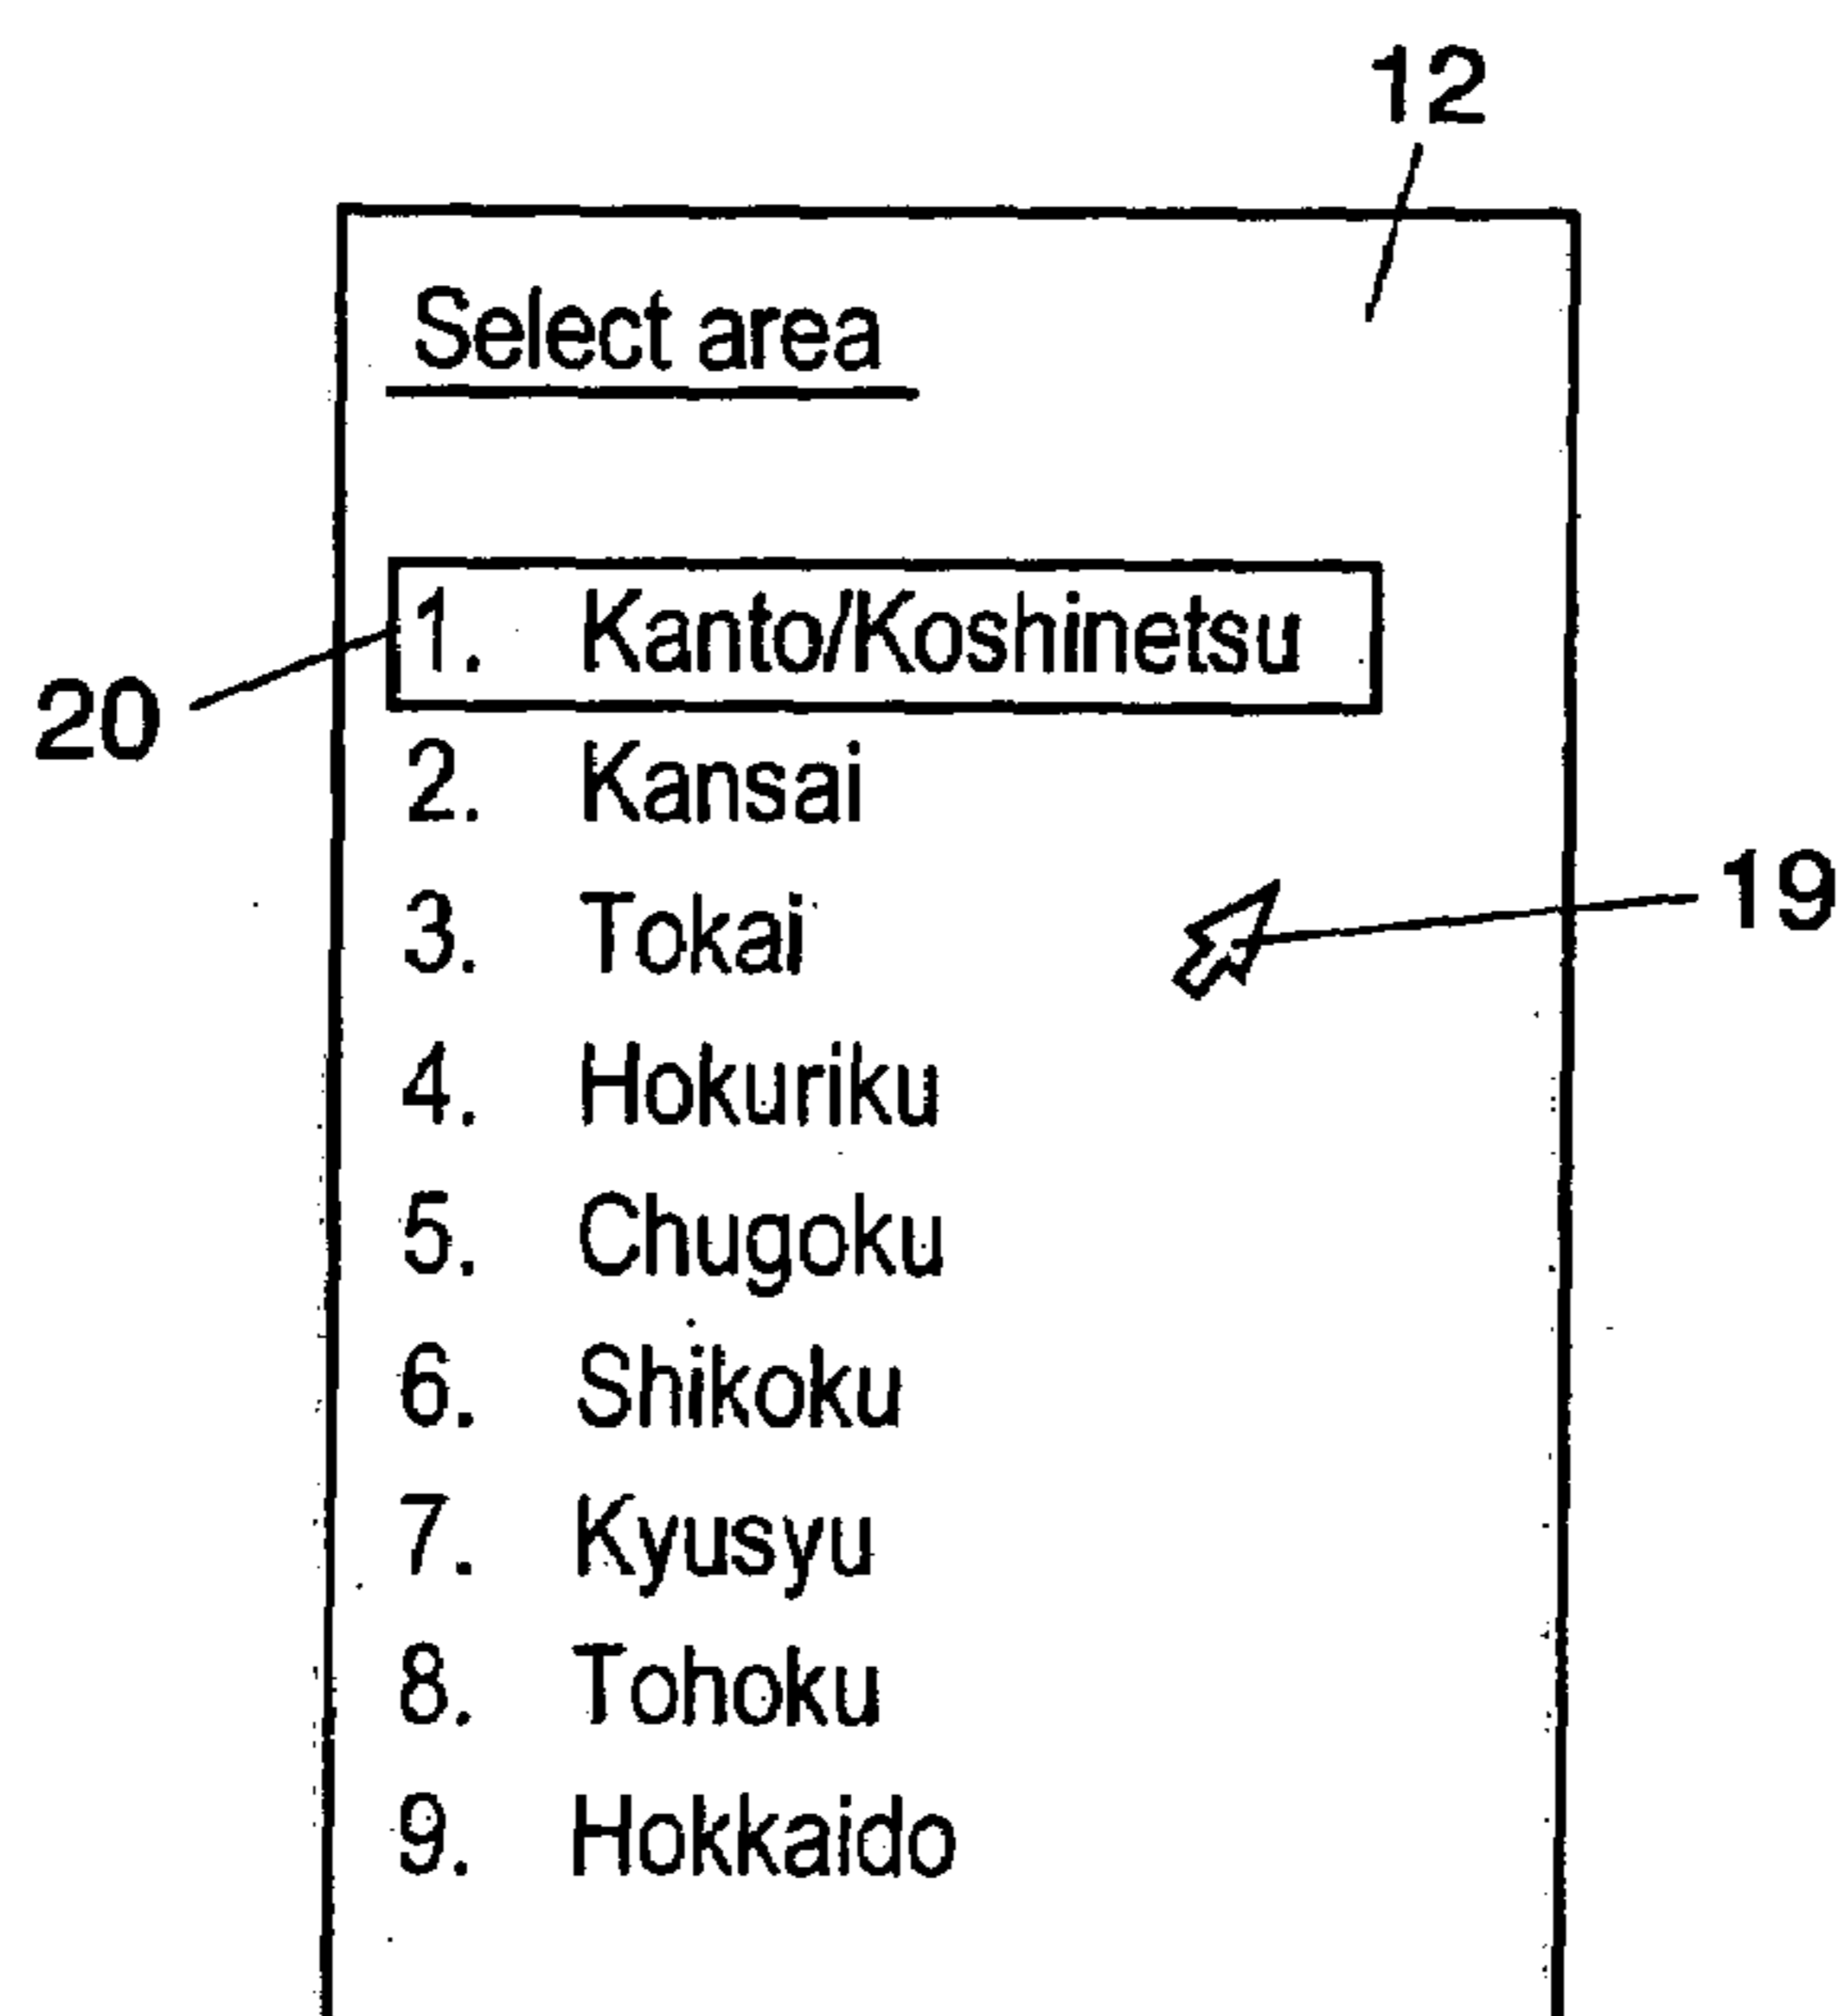 12
Select area
1. Kanto/Koshinetsu
20
2. Kansai
19
3. Tokai
4. Hokuriku
5. Chugoku
6. Shikoku
7. Kyusyu
8. Tohoku
9. Hokkaido